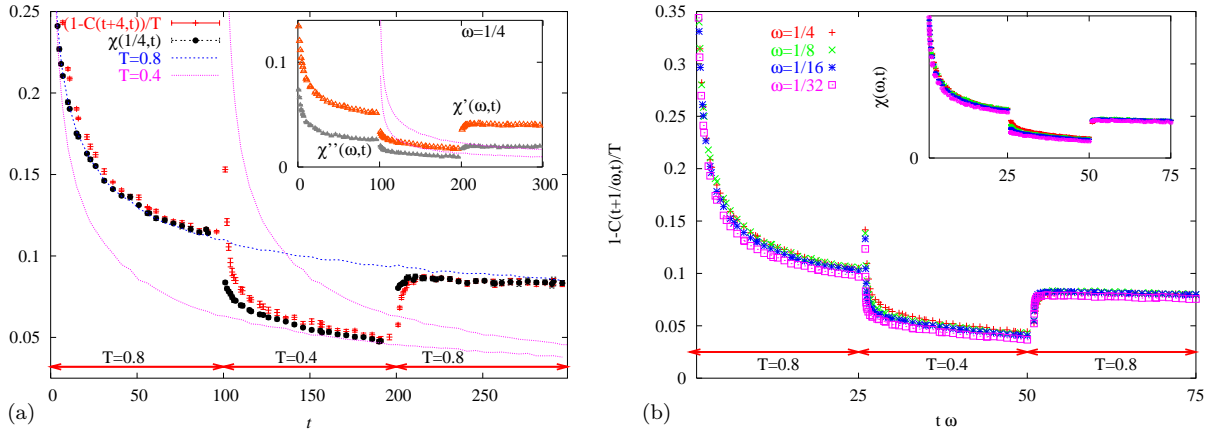 0.25
0.20
0.15
0.10
0.05
(1-C(t+4,t))/T
χ(1/4,t)
T=0.8
T=0.4
ω=1/4
0.1
0
χ'(ω,t)
χ''(ω,t)
0 100 200 300
T=0.8 T=0.4 T=0.8
0 50 100 150 200 250
(a) t
1-C(t+1/ω,t)/T
0.35
0.3
0.25
0.2
0.15
0.1
0.05
0
ω=1/4
ω=1/8
ω=1/16
ω=1/32
χ(ω,t)
25 50 75
T=0.8 T=0.4 T=0.8
25 50 75
(b) t ω